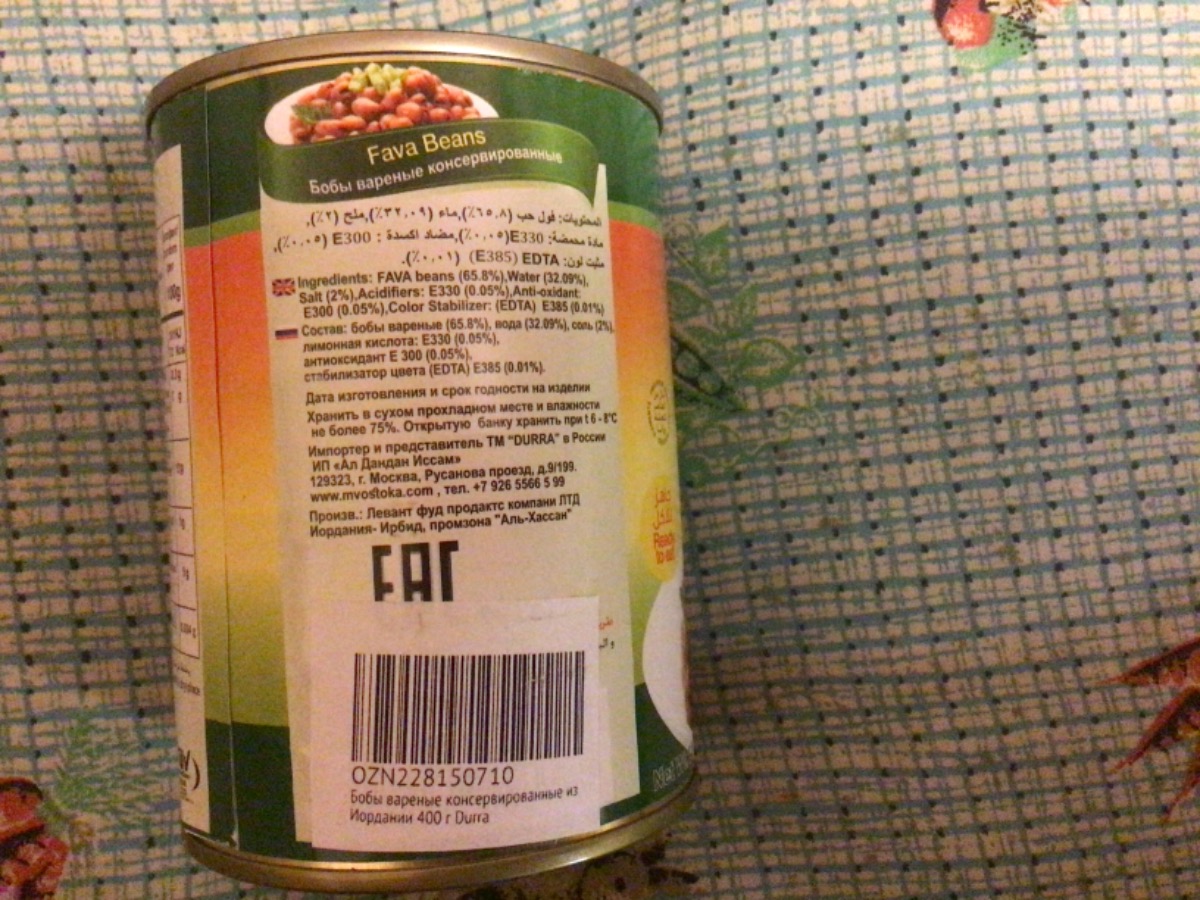 Fava Beans
Бобы вареные консервированные
المحتويات: فول حب (٦٥,٨٪),ماء (٣٢,٠٩٪),ملح (٢٪),
مادة محمضة: E330(٠,٠٥٪),مضاد اكسدة : E300 (٠,٠٥٪),
مثبت لون: E385) EDTA) (٠,٠١٪).
Ingredients: FAVA beans (65.8%),Water (32.09%),
Salt (2%),Acidifiers: E330 (0.05%),Anti-oxidant:
E300 (0.05%),Color Stabilizer: (EDTA) E385 (0.01%)
Состав: бобы вареные (65.8%), вода (32.09%), соль (2%),
лимонная кислота: E330 (0.05%),
антиоксидант E 300 (0.05%),
стабилизатор цвета (EDTA) E385 (0.01%).
Дата изготовления и срок годности на изделии
Хранить в сухом прохладном месте и влажности
не более 75%. Открытую банку хранить при t 6 - 8°C
Импортер и представитель ТМ "DURRA" в России
ИП «Ал Дандан Иссам»
129323, г. Москва, Русанова проезд, д.9/199.
www.mvostoka.com , тел. +7 926 5566 5 99
Произв.: Левант фуд продактс компани ЛТД
Иордания- Ирбид, промзона "Аль-Хассан"
EAC
OZN228150710
Бобы вареные консервированные из
Иордании 400 г Durra
100g
Ready
to eat
Net